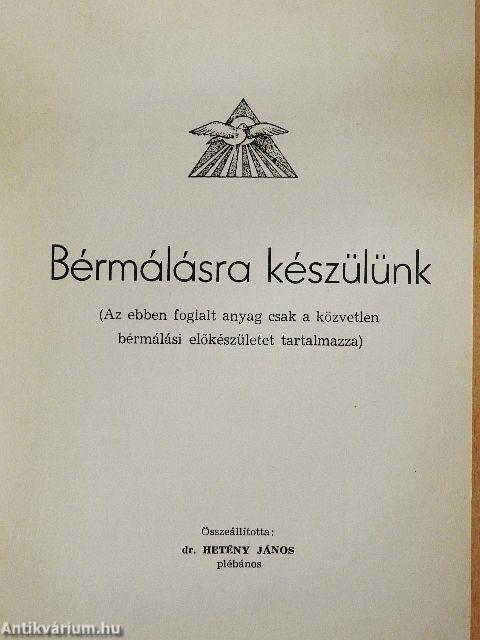 Bérmálásra készülünk
(Az ebben foglalt anyag csak a közvetlen
bérmálási előkészületet tartalmazza)
Összeállította:
dr. HETÉNY JÁNOS
plébános
Antikvárium.hu